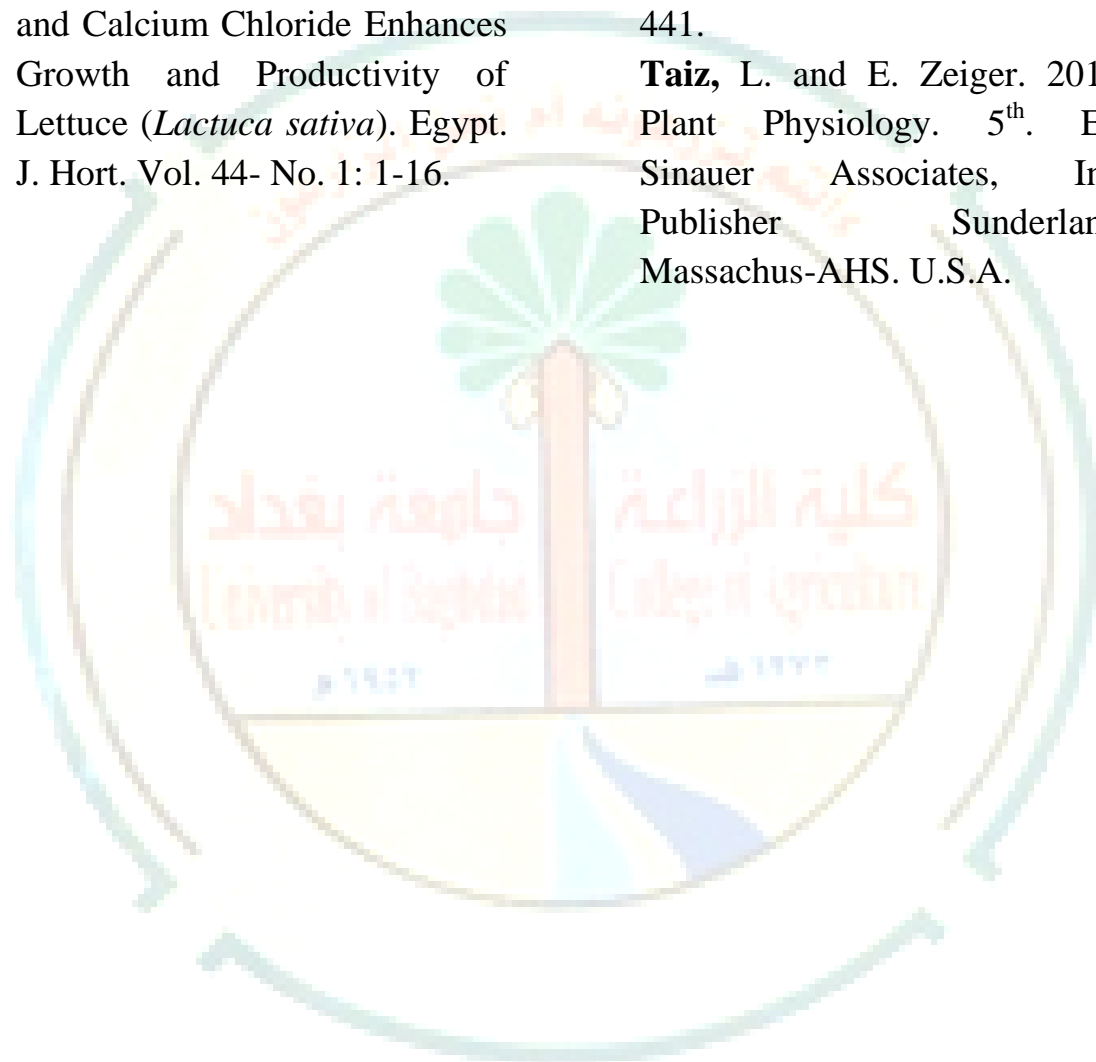 and Calcium Chloride Enhances
Growth and Productivity of
Lettuce (Lactuca sativa). Egypt.
J. Hort. Vol. 44- No. 1: 1-16.
441.
Taiz, L. and E. Zeiger. 201
Plant Physiology. 5th. E
Sinauer Associates, In
Publisher Sunderlan
Massachus-AHS. U.S.A.
جامعة بغداد
كلية الزراعة
University of Baghdad
College of Agriculture